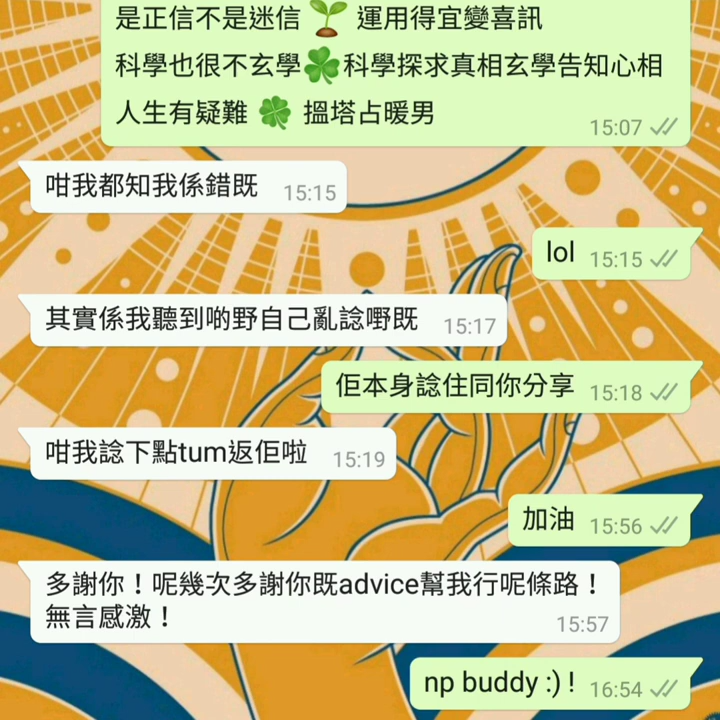 是正信不是迷信🌱運用得宜變喜訊
科學也很不玄學🍀科學探求真相玄學告知心相
人生有疑難🍀搵塔占暖男
15:07
咁我都知我係錯既 15:15
lol 15:15
其實係我聽到啲野自己亂諗嘢既 15:17
佢本身諗住同你分享 15:18
咁我諗下點tum返佢啦 15:19
加油 15:56
多謝你！呢幾次多謝你既advice幫我行呢條路！
無言感激！ 15:57
np buddy :) ! 16:54